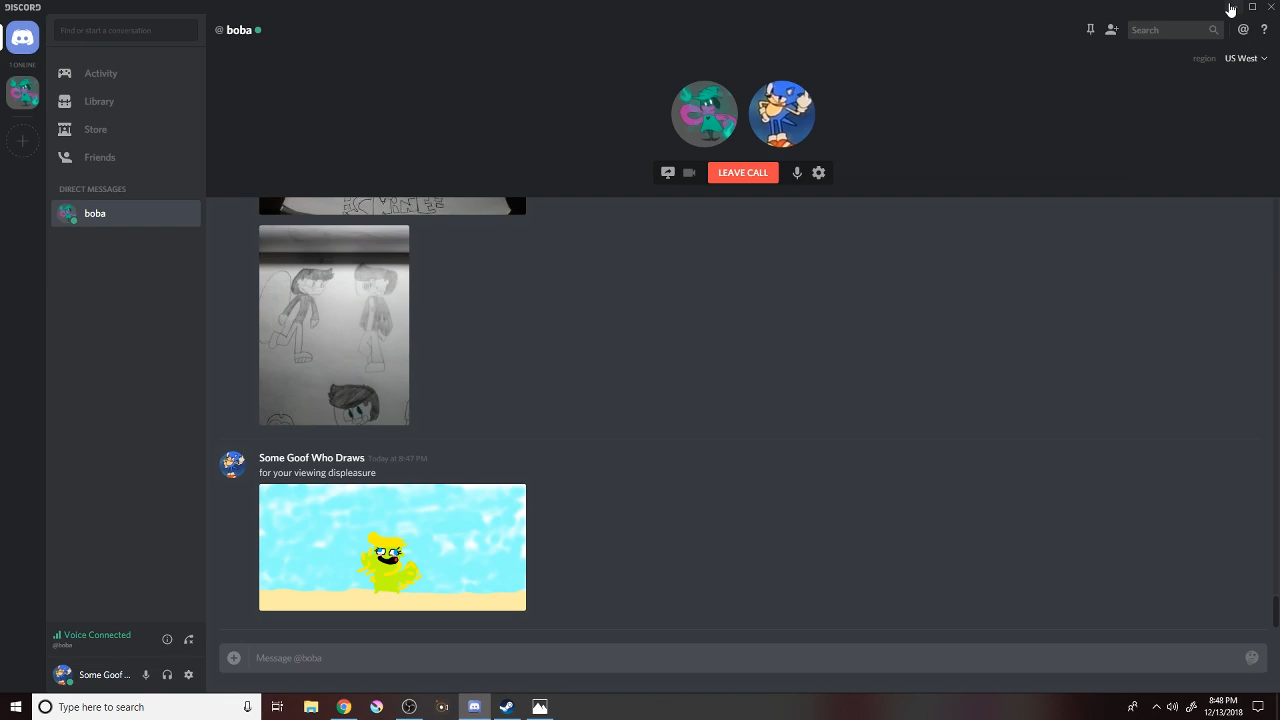 DISCORD
Find or start a conversation
@ boba
Search
region US West
1 ONLINE
Activity
Library
Store
Friends
DIRECT MESSAGES
boba
LEAVE CALL
Some Goof Who Draws Today at 8:47 PM
for your viewing displeasure
Voice Connected
@boba
Some Goof ...
Message @boba
Type here to search
8:48 PM
12/13/2018